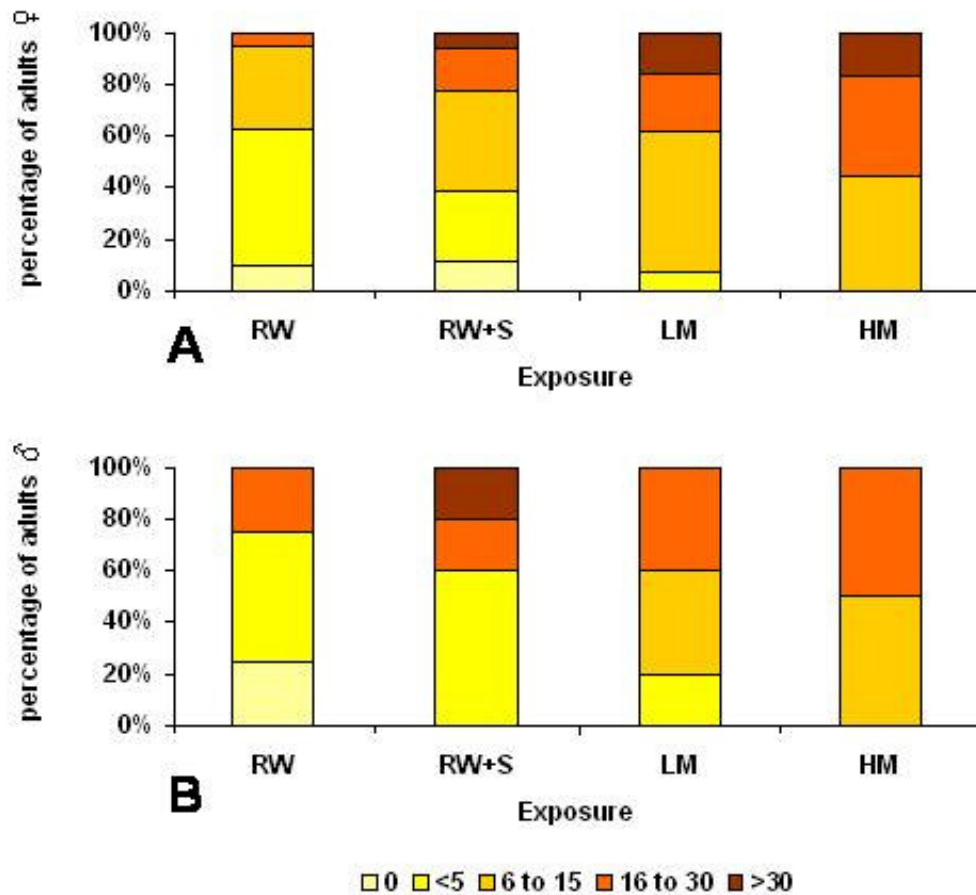 percentage of adults ♀
100%
80%
60%
40%
20%
0%
RW RW+S LM HM
A
Exposure
percentage of adults ♂
100%
80%
60%
40%
20%
0%
RW RW+S LM HM
B
Exposure
0 <5 6 to 15 16 to 30 >30